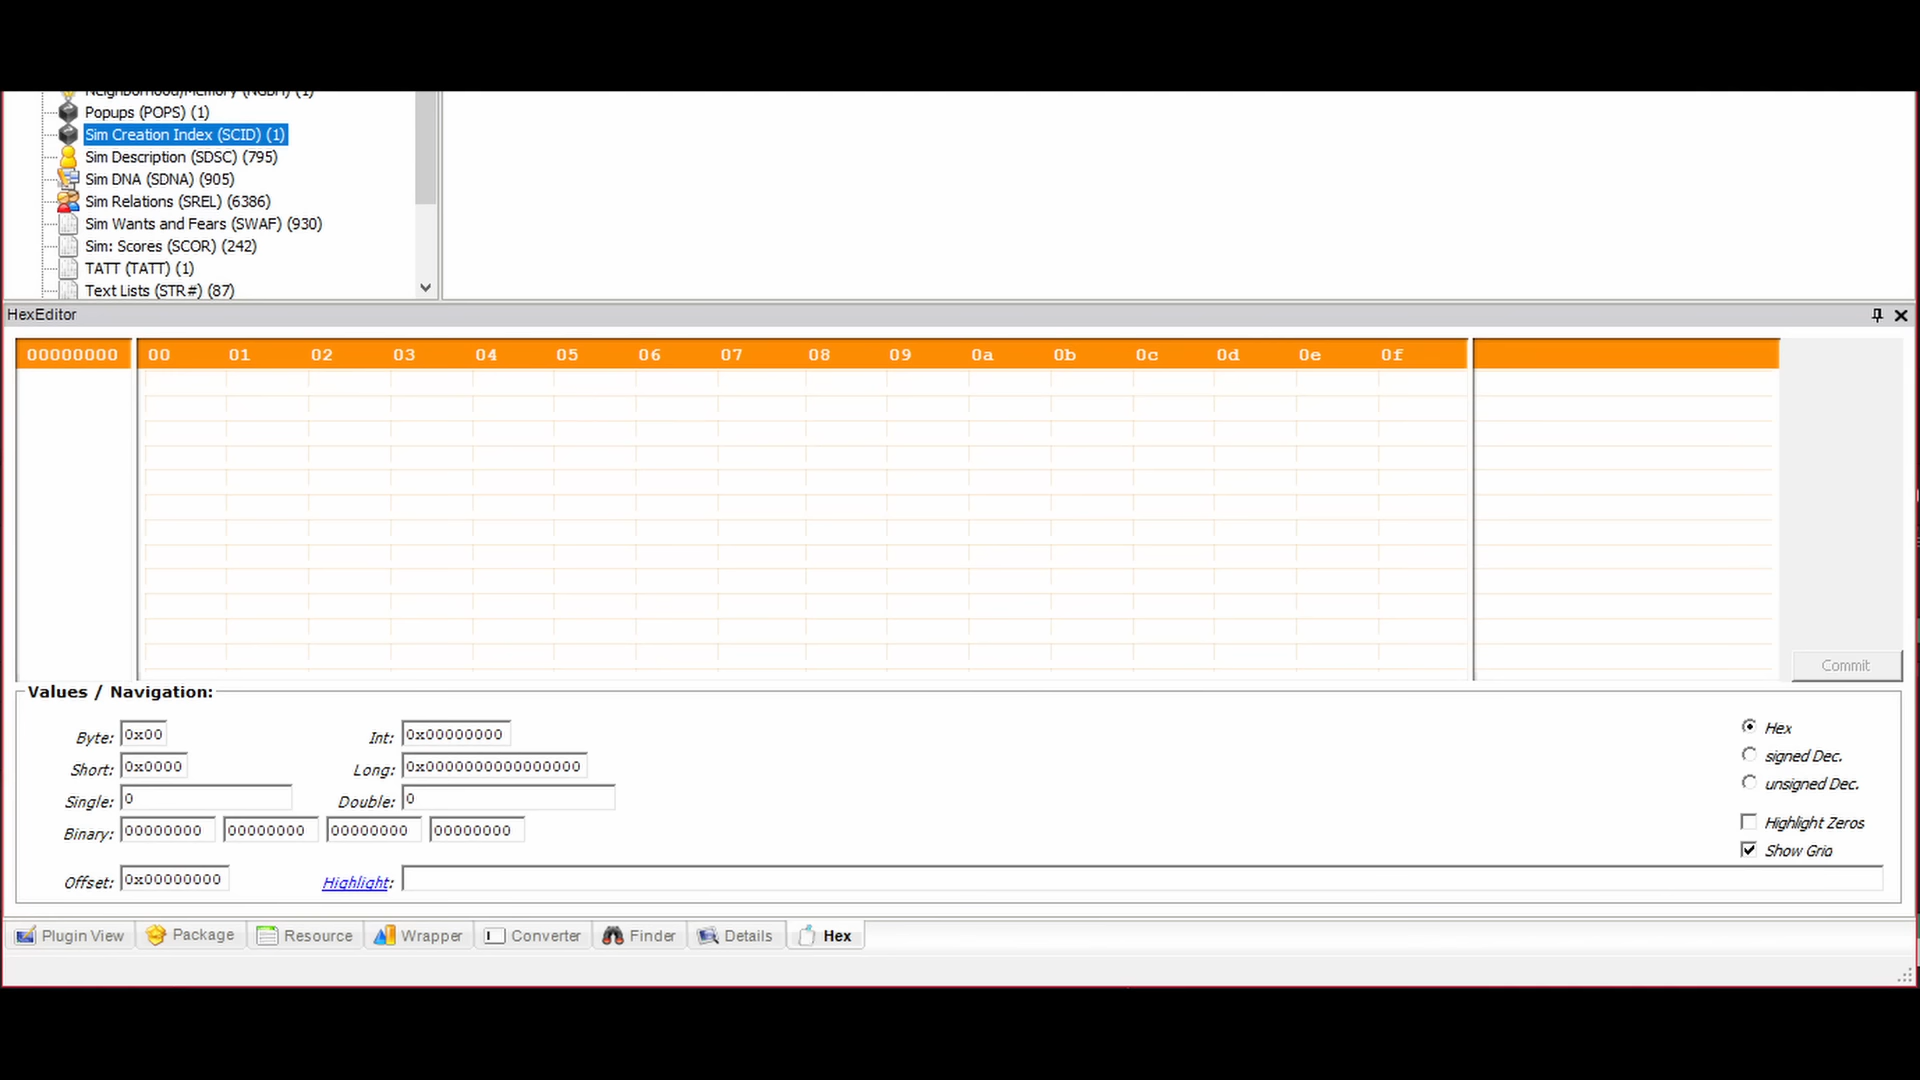 Neighborhood/Memory (NGBH) (1)
Popups (POPS) (1)
Sim Creation Index (SCID) (1)
Sim Description (SDSC) (795)
Sim DNA (SDNA) (905)
Sim Relations (SREL) (6386)
Sim Wants and Fears (SWAF) (930)
Sim: Scores (SCOR) (242)
TATT (TATT) (1)
Text Lists (STR#) (87)
HexEditor
00000000 00 01 02 03 04 05 06 07 08 09 0a 0b 0c 0d 0e 0f
Commit
Values / Navigation:
Byte: 0x00 Int: 0x00000000 Hex
Short: 0x0000 Long: 0x0000000000000000 signed Dec.
Single: 0 Double: 0 unsigned Dec.
Binary: 00000000 00000000 00000000 00000000 Highlight Zeros
Show Grid
Offset: 0x00000000 Highlight:
Plugin View Package Resource Wrapper Converter Finder Details Hex